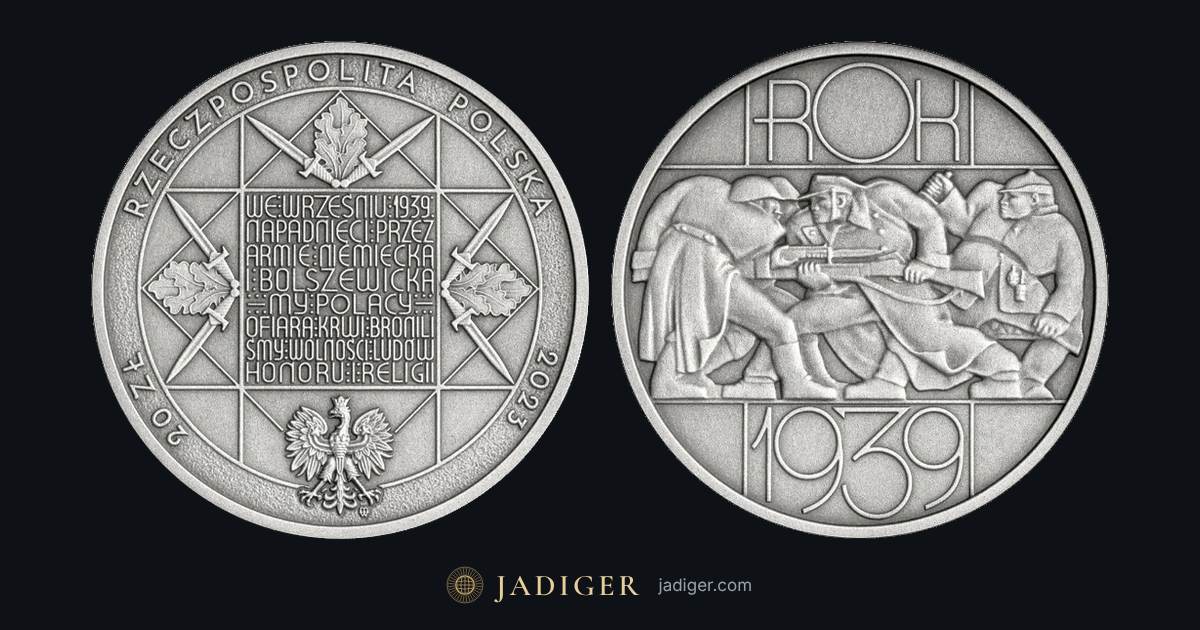 RZECZPOSPOLITA POLSKA
WE:WRZEŚNIU:1939:
NAPADNIĘCI:PRZEZ
ARMIE:NIEMIECKĄ
I:BOLSZEWICKĄ
MY:POLACY
OFIARĄ:KRWI:BRONILI
ŚMY:WOLNOŚCI:LUDÓW
HONORU:I:RELIGII
20 ZŁ
2023
MW
ROK
1939
JADIGER
jadiger.com